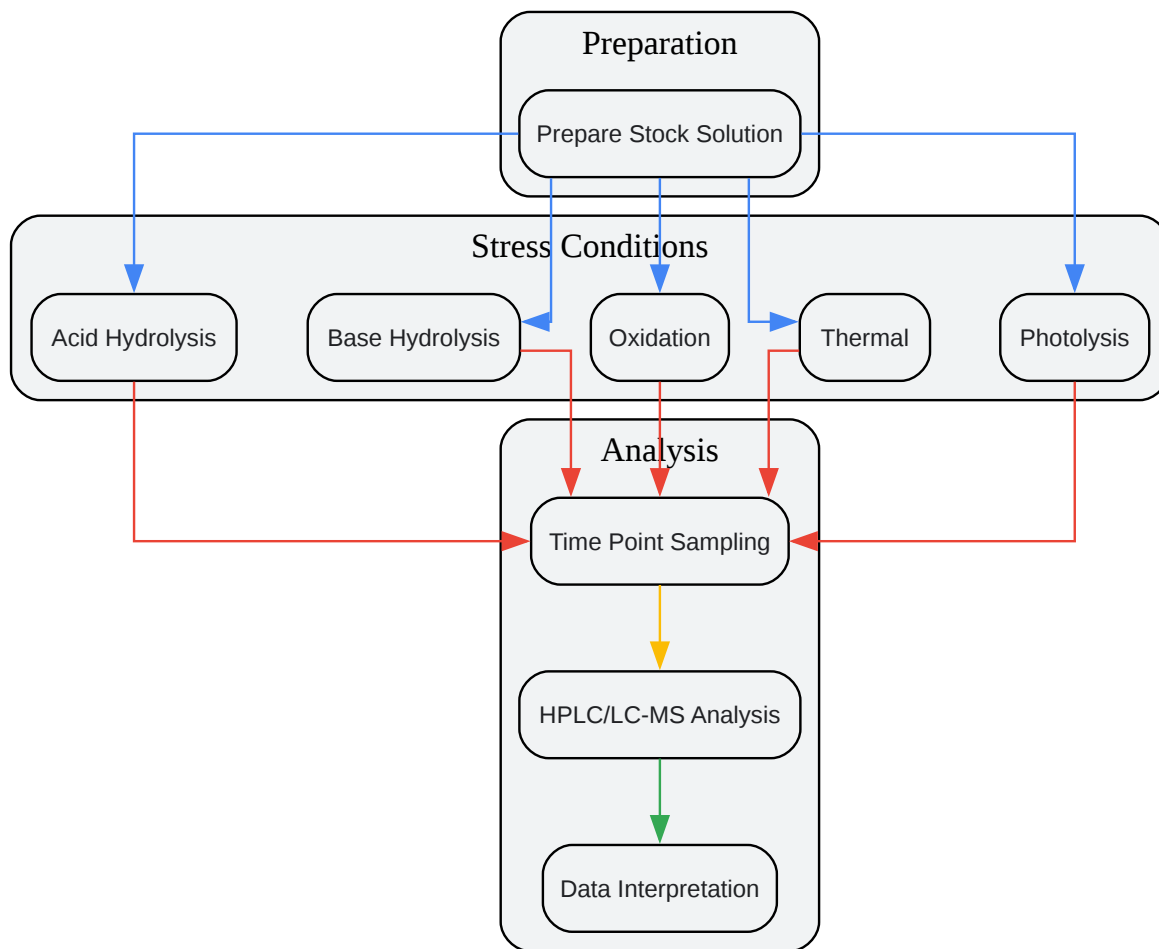 Preparation
Prepare Stock Solution
Stress Conditions
Acid Hydrolysis
Base Hydrolysis
Oxidation
Thermal
Photolysis
Analysis
Time Point Sampling
HPLC/LC-MS Analysis
Data Interpretation